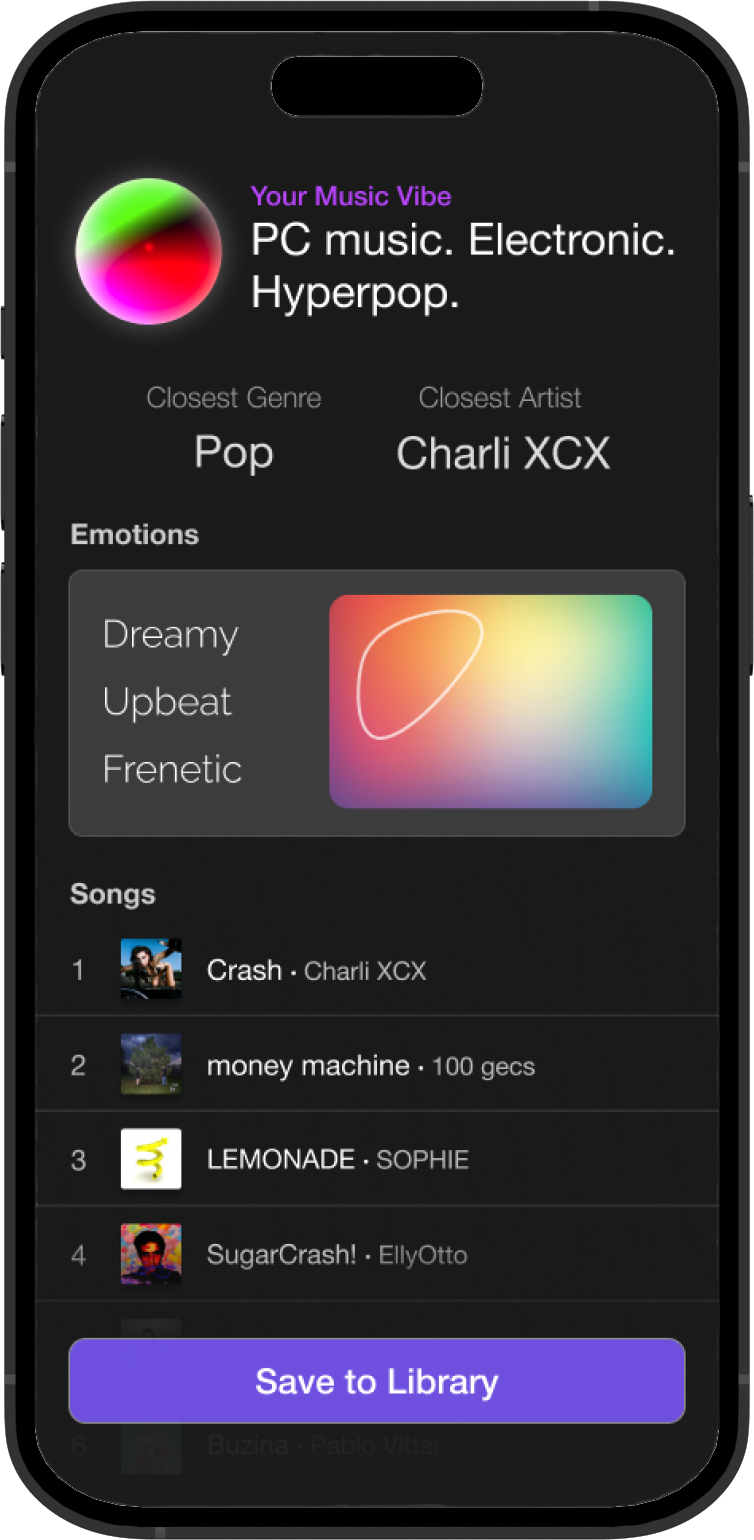 Your Music Vibe
PC music. Electronic.
Hyperpop.
Closest Genre
Closest Artist
Pop
Charli XCX
Emotions
Dreamy
Upbeat
Frenetic
Songs
1 Crash · Charli XCX
2 money machine · 100 gecs
3 LEMONADE · SOPHIE
4 SugarCrash! · EllyOtto
Save to Library
6 Buzina · Pablo Vittar